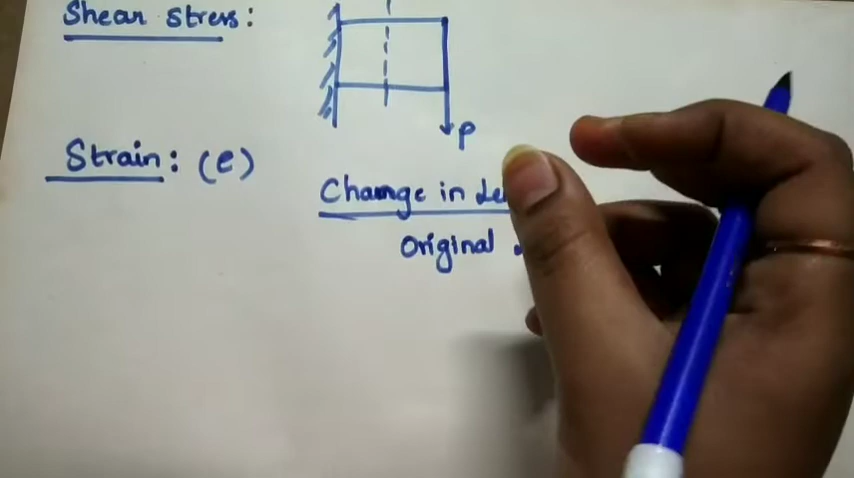 Shear stress:
P
Strain: (e)
Change in
Original